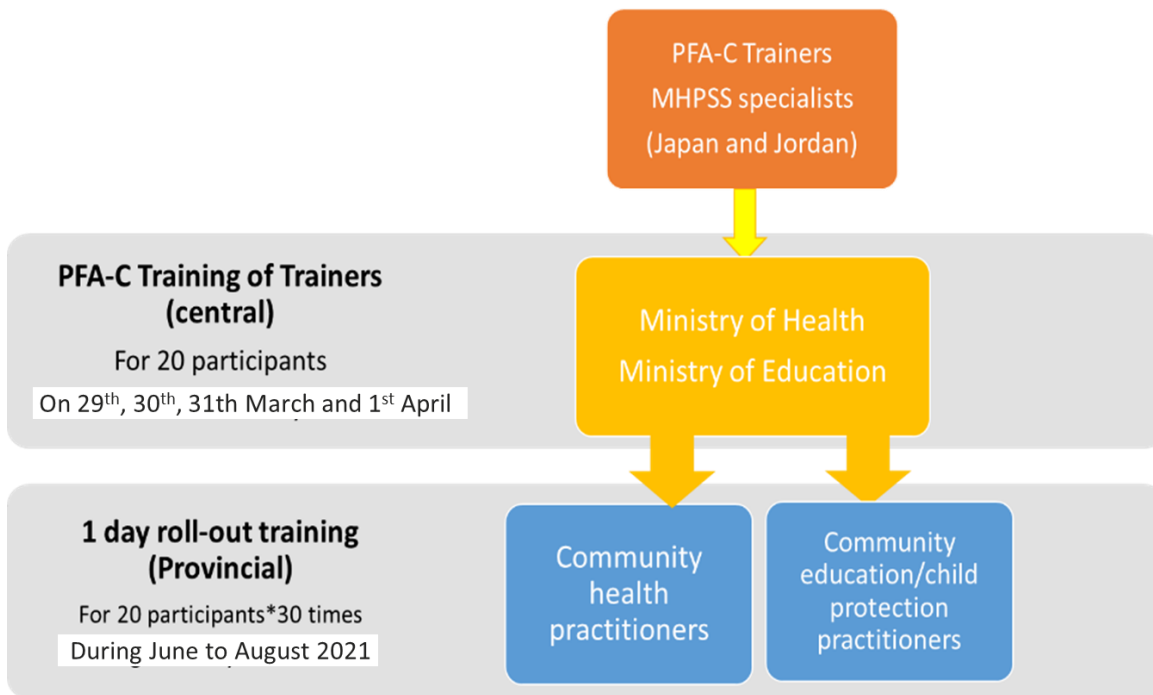 PFA-C Trainers
MHPSS specialists
(Japan and Jordan)
PFA-C Training of Trainers
(central)
For 20 participants
On 29th, 30th, 31th March and 1st April
Ministry of Health
Ministry of Education
1 day roll-out training
(Provincial)
For 20 participants*30 times
During June to August 2021
Community
health
practitioners
Community
education/child
protection
practitioners